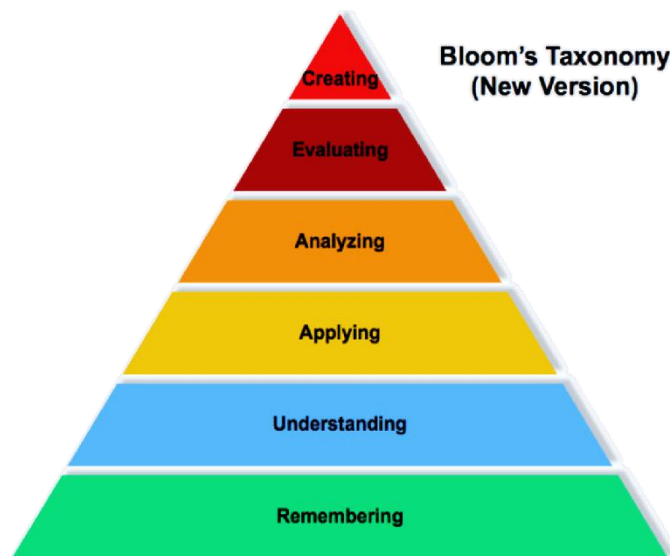 Bloom's Taxonomy
(New Version)
Creating
Evaluating
Analyzing
Applying
Understanding
Remembering